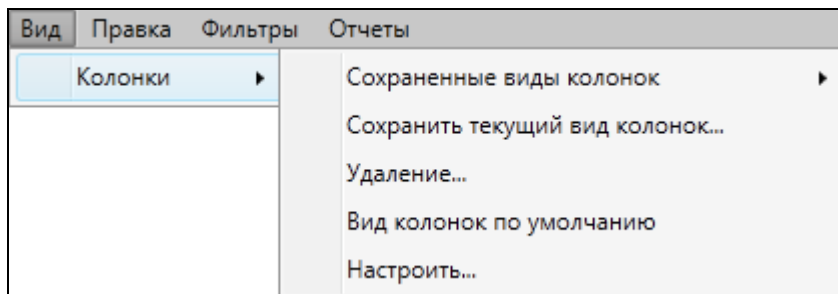 Вид Правка Фильтры Отчеты
Колонки Сохраненные виды колонок
Сохранить текущий вид колонок...
Удаление...
Вид колонок по умолчанию
Настроить...